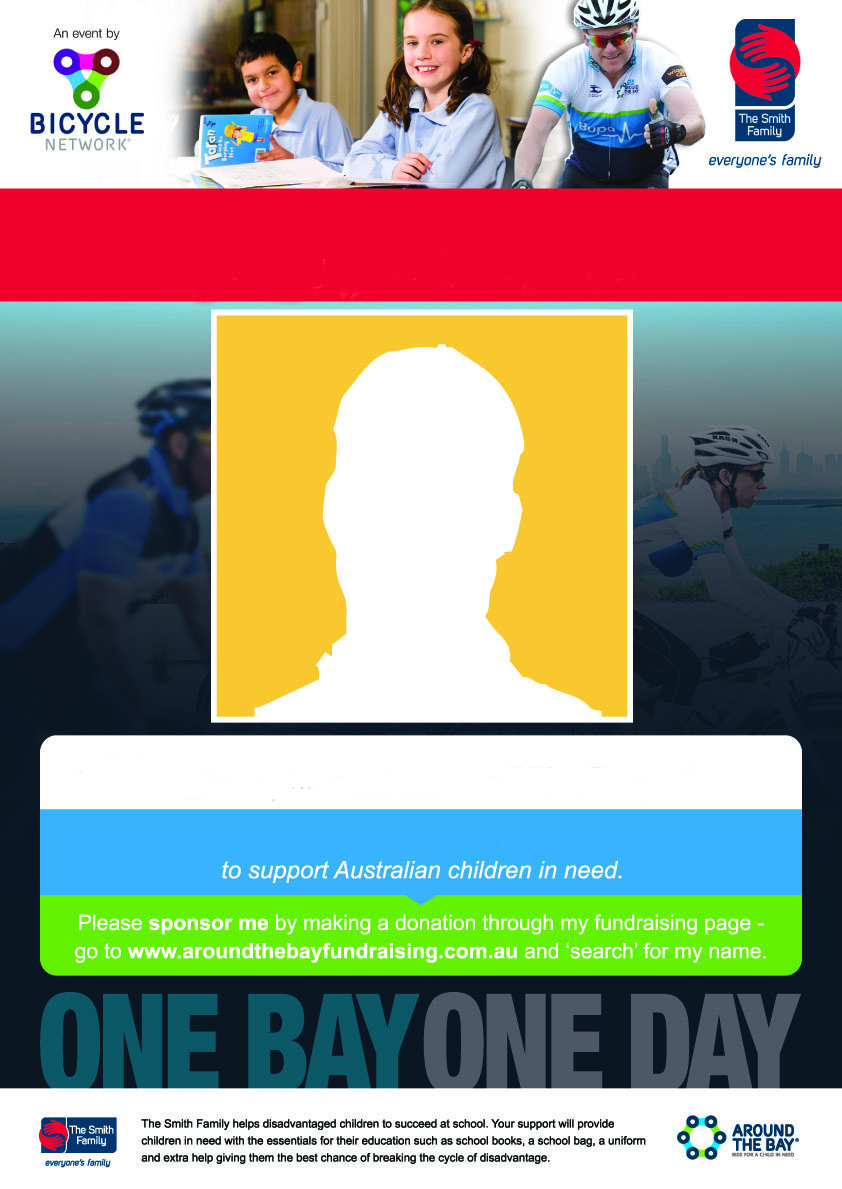 An event by
BICYCLE
NETWORK®
The Smith
Family
everyone's family
to support Australian children in need.
Please sponsor me by making a donation through my fundraising page -
go to www.aroundthebayfundraising.com.au and ‘search’ for my name.
ONE BAY ONE DAY
The Smith
Family
everyone's family
The Smith Family helps disadvantaged children to succeed at school. Your support will provide
children in need with the essentials for their education such as school books, a school bag, a uniform
and extra help giving them the best chance of breaking the cycle of disadvantage.
AROUND
THE BAY®
RIDE FOR A CHILD IN NEED